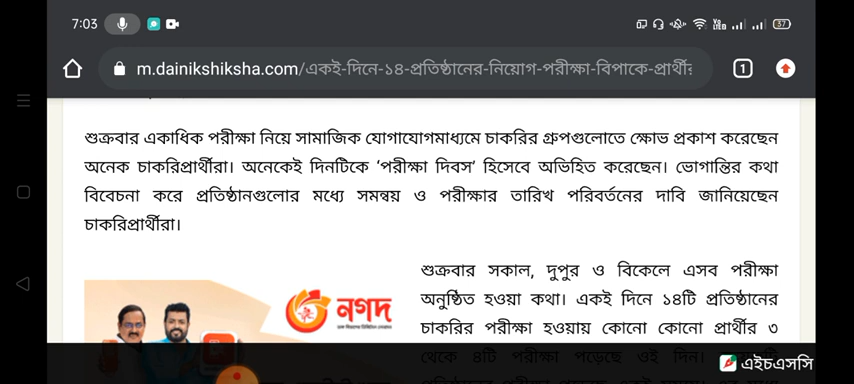 7:03
37
m.dainikshiksha.com/একই-দিনে-১৪-প্রতিষ্ঠানের-নিয়োগ-পরীক্ষা-বিপাকে-প্রার্থীর
1
শুক্রবার একাধিক পরীক্ষা নিয়ে সামাজিক যোগাযোগমাধ্যমে চাকরির গ্রুপগুলোতে ক্ষোভ প্রকাশ করেছেন
অনেক চাকরিপ্রার্থীরা। অনেকেই দিনটিকে ‘পরীক্ষা দিবস’ হিসেবে অভিহিত করেছেন। ভোগান্তির কথা
বিবেচনা করে প্রতিষ্ঠানগুলোর মধ্যে সমন্বয় ও পরীক্ষার তারিখ পরিবর্তনের দাবি জানিয়েছেন
চাকরিপ্রার্থীরা।
নগদ
শুক্রবার সকাল, দুপুর ও বিকেলে এসব পরীক্ষা
অনুষ্ঠিত হওয়া কথা। একই দিনে ১৪টি প্রতিষ্ঠানের
চাকরির পরীক্ষা হওয়ায় কোনো কোনো প্রার্থীর ৩
থেকে ৪টি পরীক্ষা পড়েছে ওই দিন।
এইচএসসি